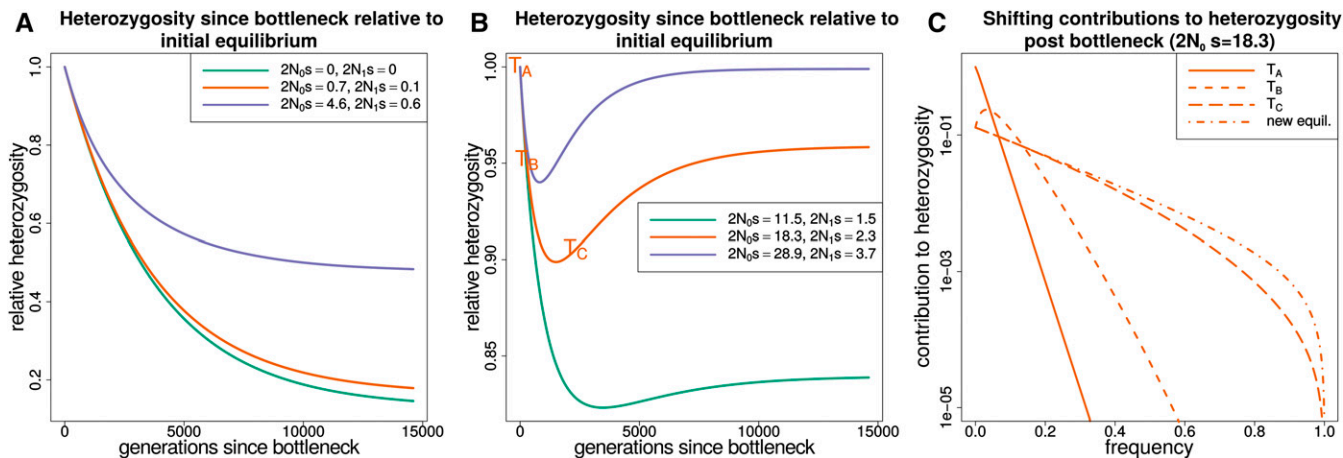 A
Heterozygosity since bottleneck relative to
initial equilibrium
2N₀s = 0, 2N₁s = 0
2N₀s = 0.7, 2N₁s = 0.1
2N₀s = 4.6, 2N₁s = 0.6
relative heterozygosity
1.0
0.8
0.6
0.4
0.2
0
5000
10000
15000
generations since bottleneck
B
Heterozygosity since bottleneck relative to
initial equilibrium
T_A
T_B
T_C
2N₀s = 11.5, 2N₁s = 1.5
2N₀s = 18.3, 2N₁s = 2.3
2N₀s = 28.9, 2N₁s = 3.7
relative heterozygosity
1.00
0.95
0.90
0.85
0
5000
10000
15000
generations since bottleneck
C
Shifting contributions to heterozygosity
post bottleneck (2N₀ s=18.3)
T_A
T_B
T_C
new equil.
contribution to heterozygosity
1e−01
1e−03
1e−05
0.0
0.2
0.4
0.6
0.8
1.0
frequency